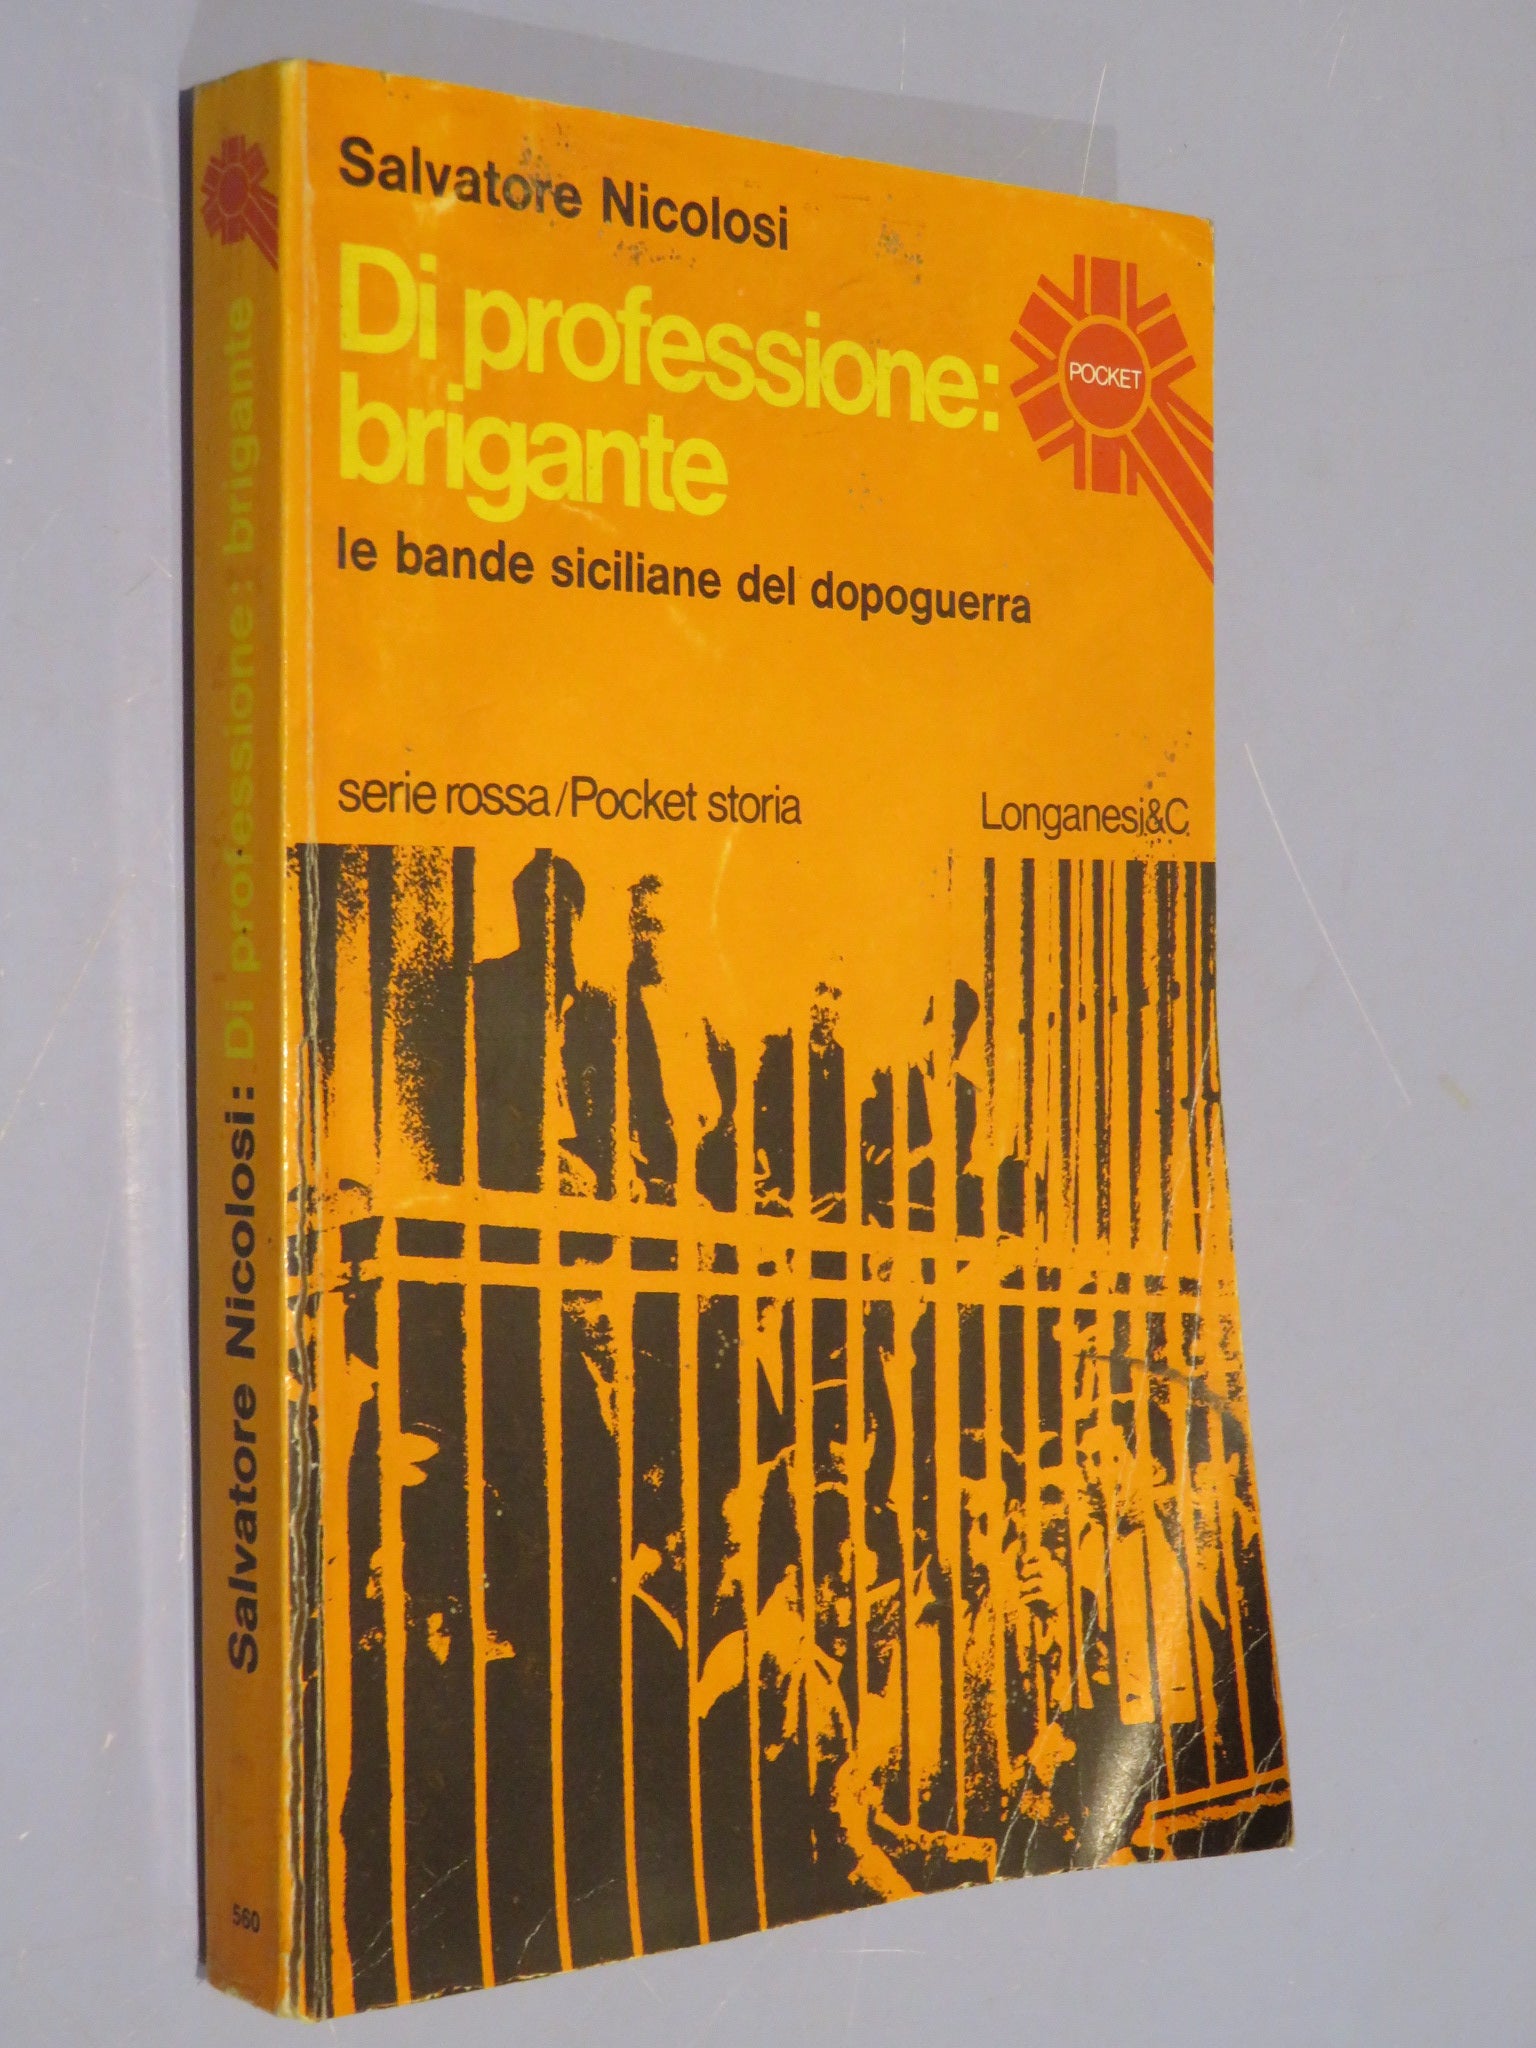 Salvatore Nicolosi
Di professione:
brigante
POCKET
le bande siciliane del dopoguerra
serie rossa/Pocket storia
Longanesi&C.
Salvatore Nicolosi: Di professione: brigante
560